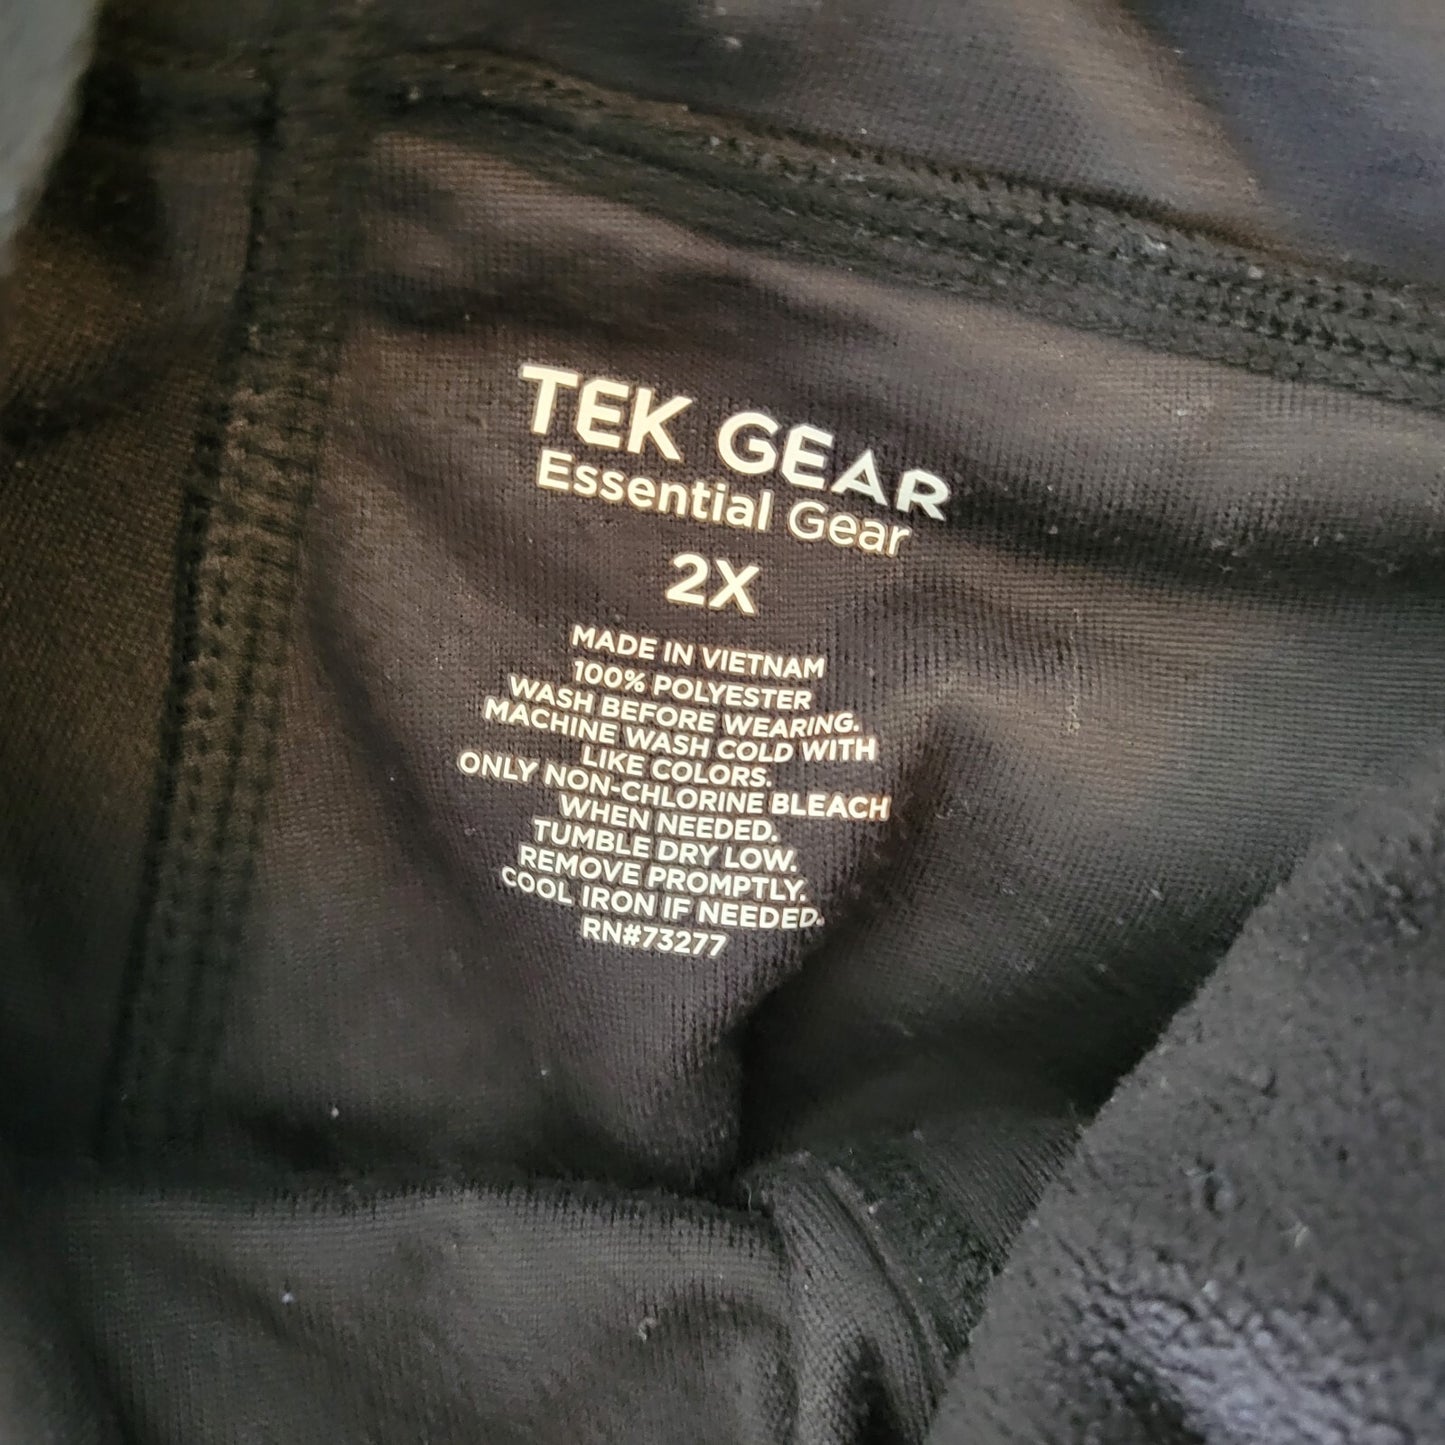 TEK GEAR
Essential Gear
2X
MADE IN VIETNAM
100% POLYESTER
WASH BEFORE WEARING.
MACHINE WASH COLD WITH
LIKE COLORS.
ONLY NON-CHLORINE BLEACH
WHEN NEEDED.
TUMBLE DRY LOW.
REMOVE PROMPTLY.
COOL IRON IF NEEDED.
RN#73277